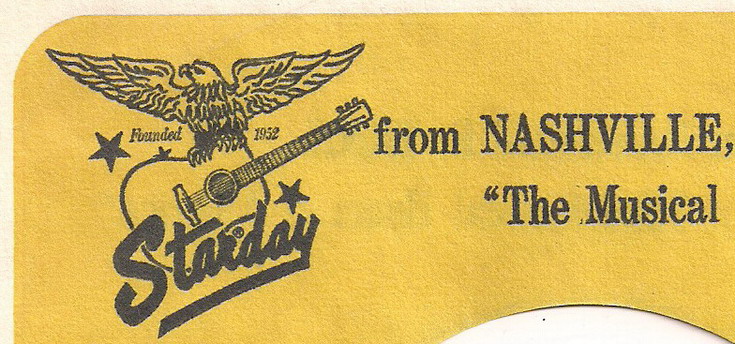 Founded 1952
from NASHVILLE,
"The Musical
Starday ®